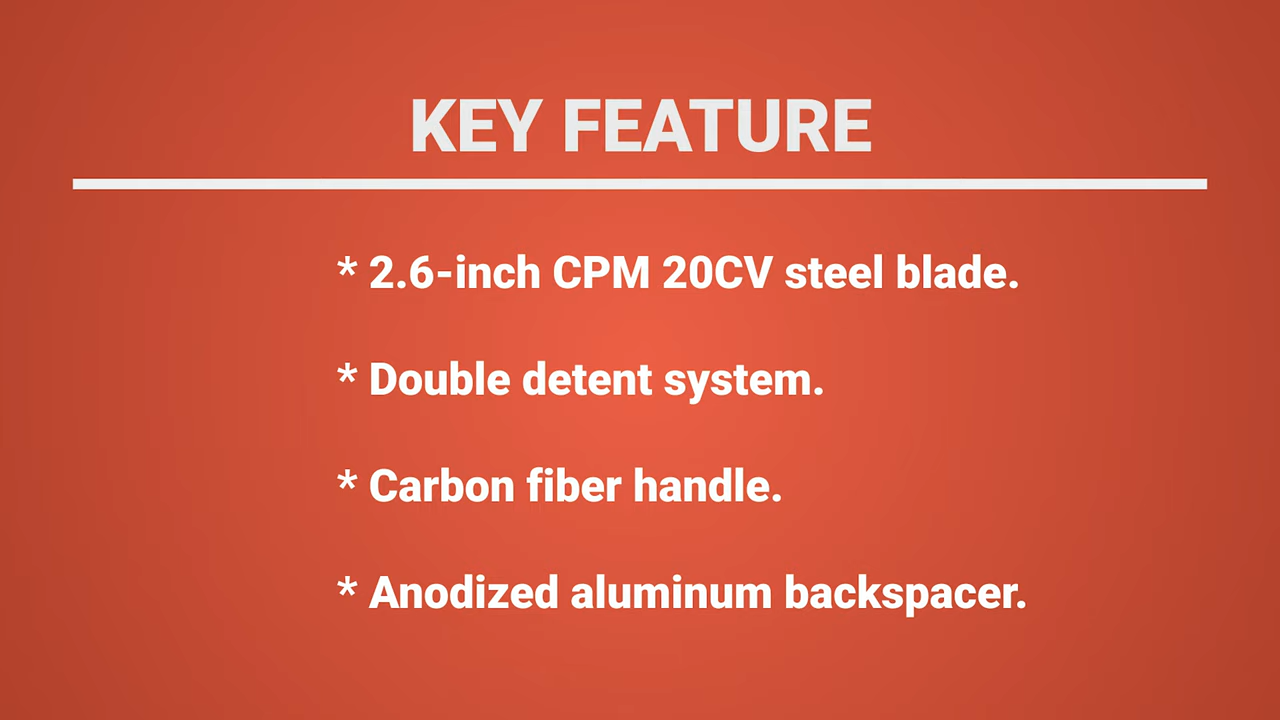 KEY FEATURE
* 2.6-inch CPM 20CV steel blade.
* Double detent system.
* Carbon fiber handle.
* Anodized aluminum backspacer.